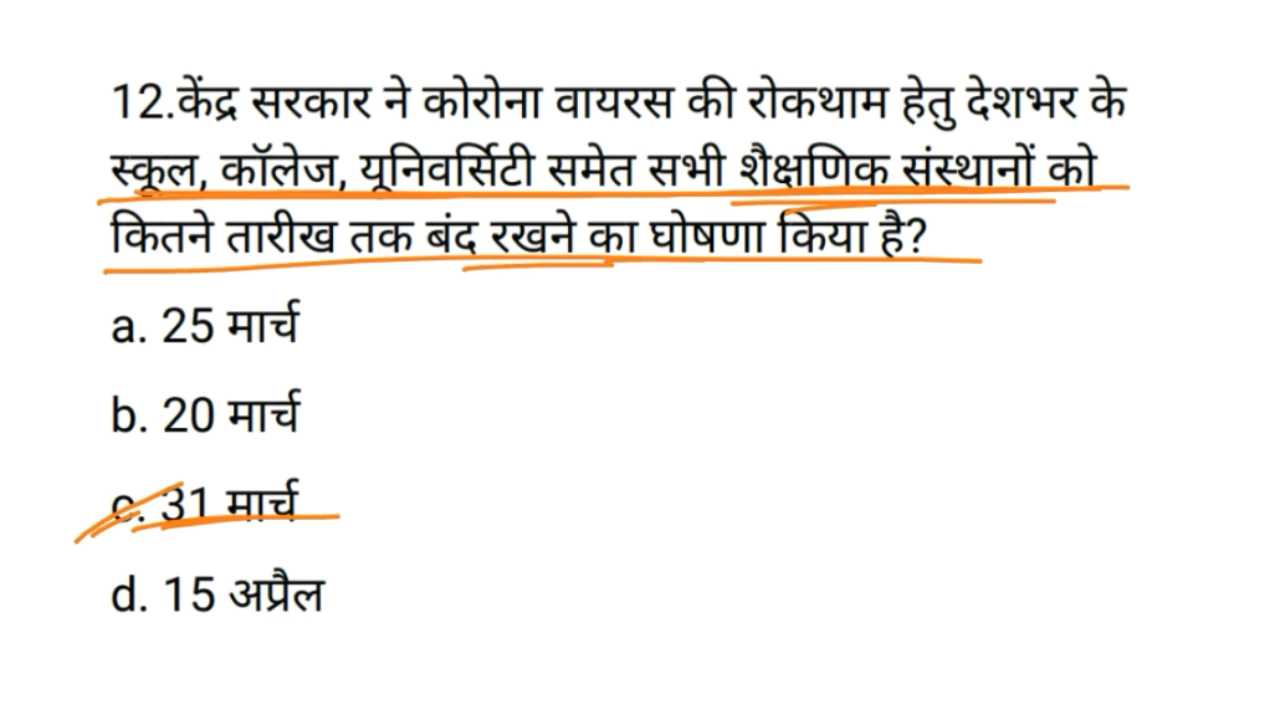 12.केंद्र सरकार ने कोरोना वायरस की रोकथाम हेतु देशभर के
स्कूल, कॉलेज, यूनिवर्सिटी समेत सभी शैक्षणिक संस्थानों को
कितने तारीख तक बंद रखने का घोषणा किया है?
a. 25 मार्च
b. 20 मार्च
c. 31 मार्च
d. 15 अप्रैल